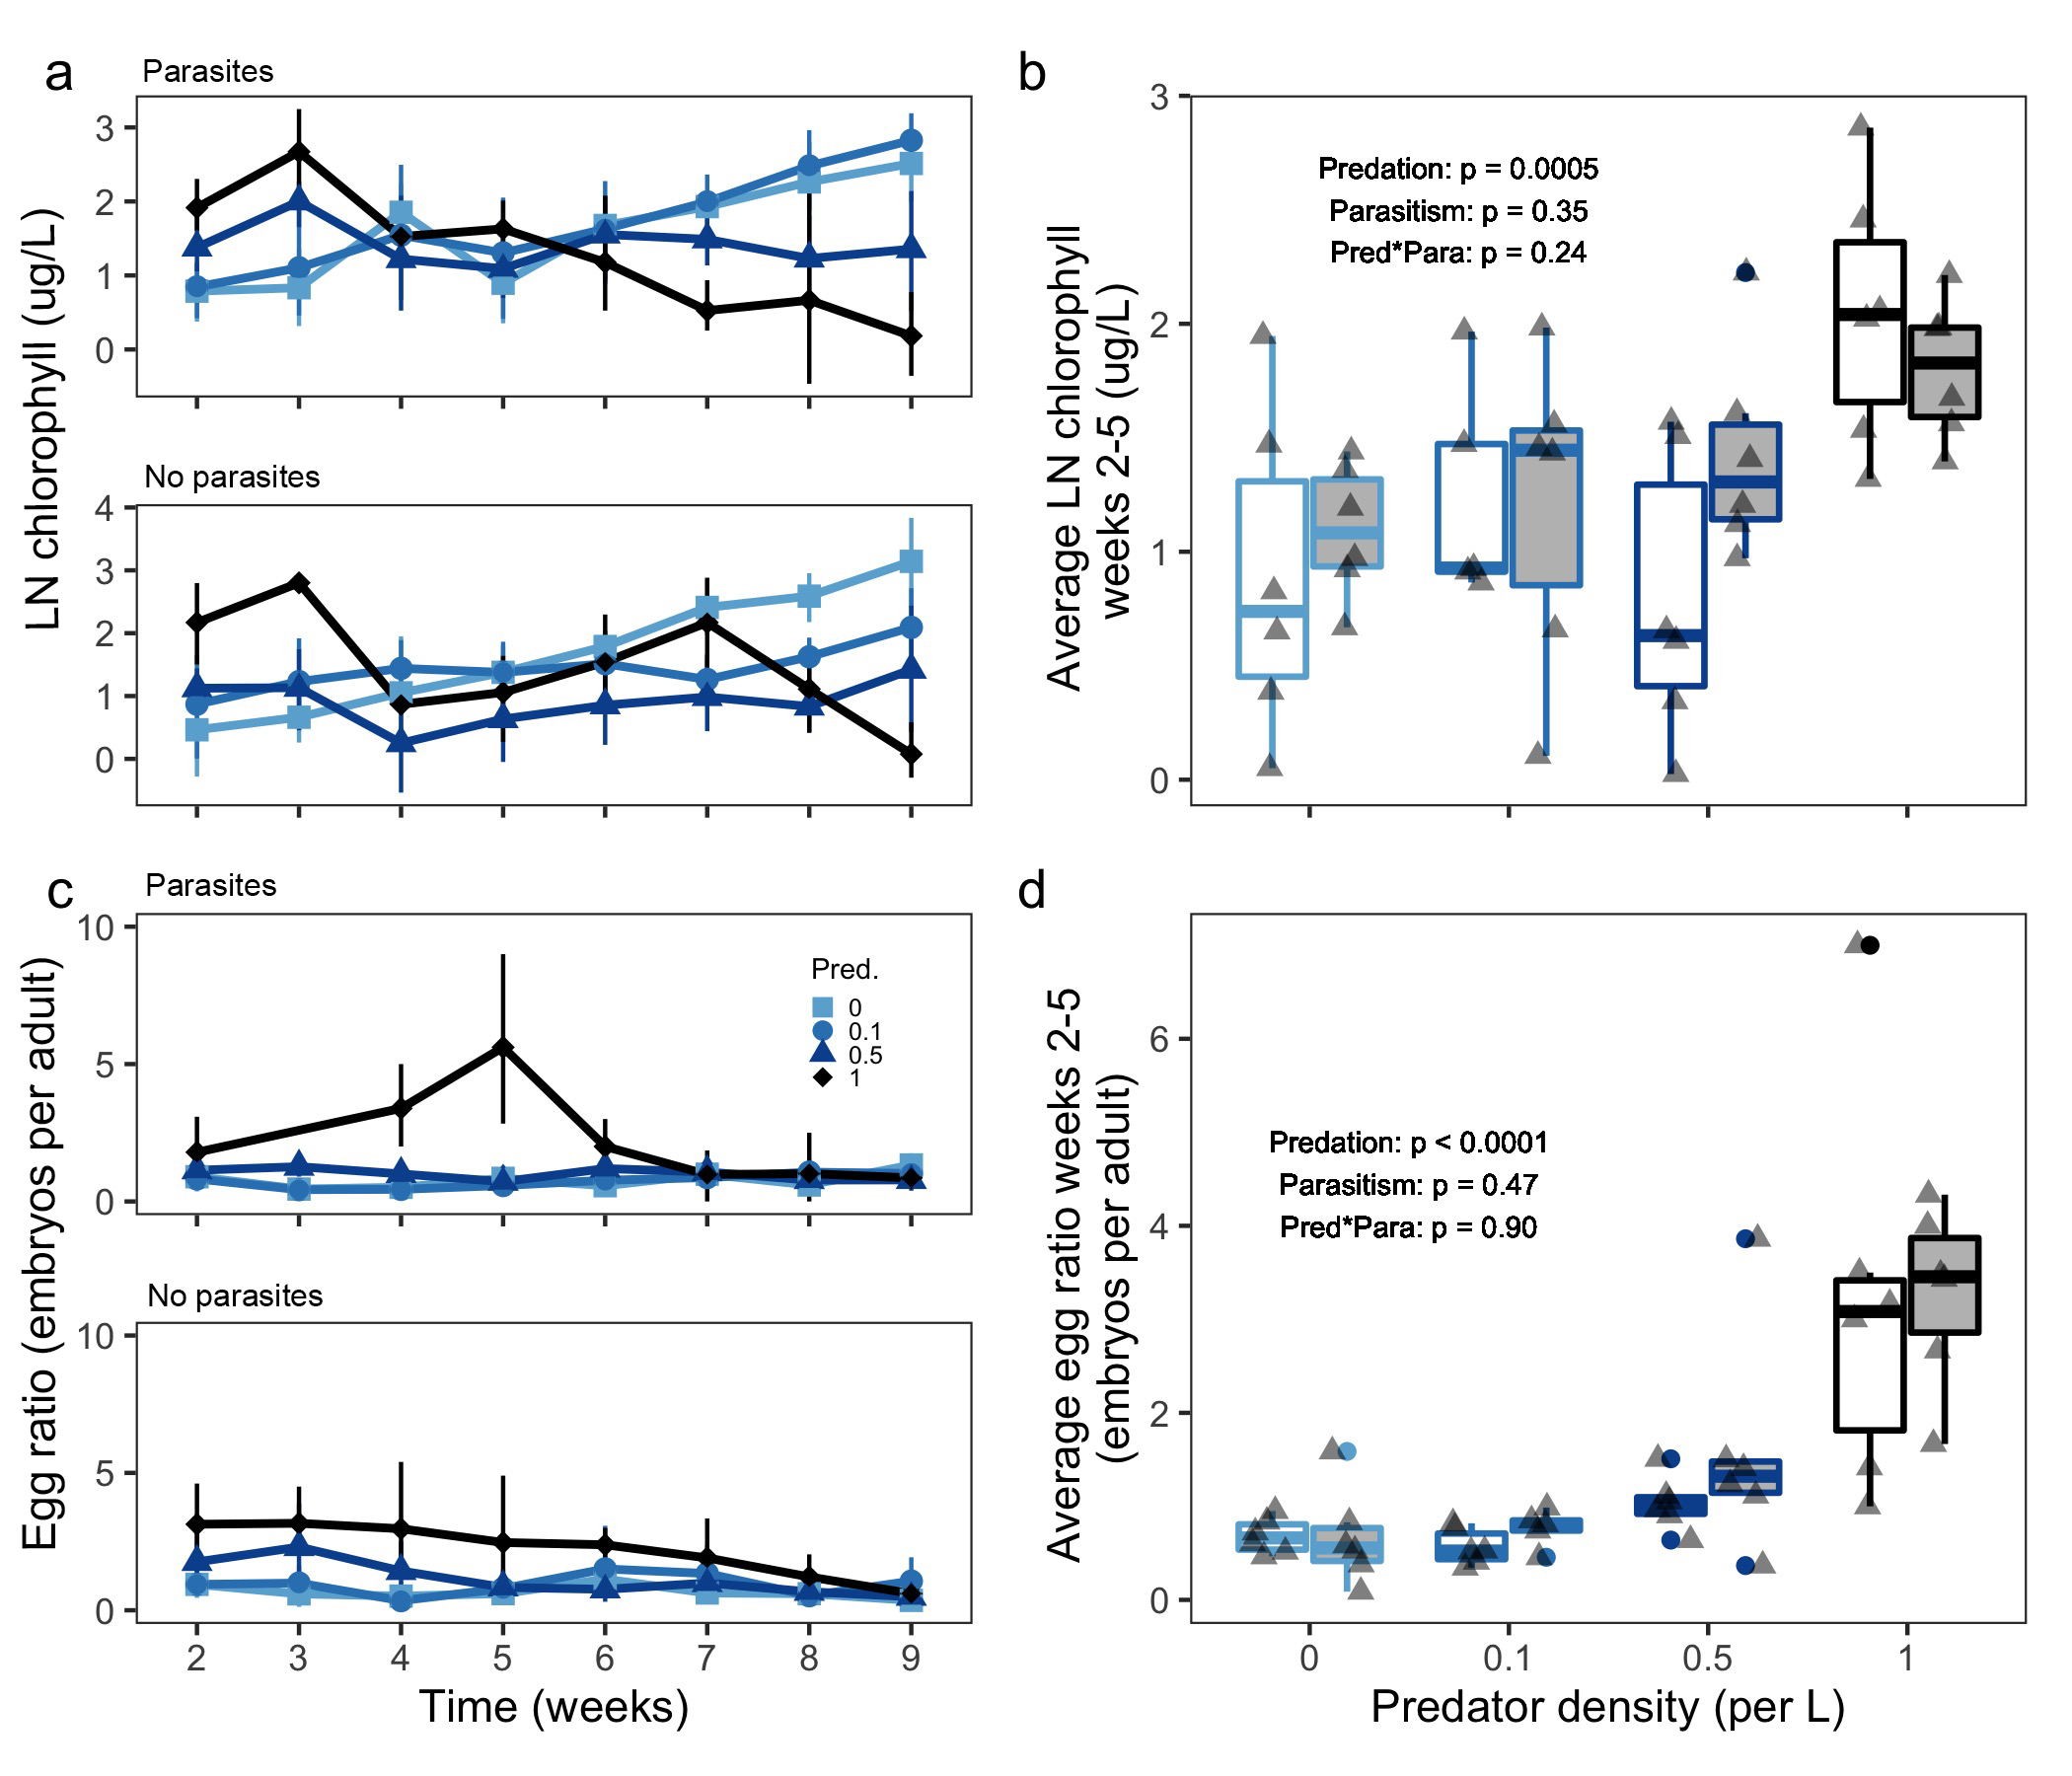 a
Parasites
LN chlorophyll (ug/L)
3
2
1
0
No parasites
4
3
2
1
0
b
Average LN chlorophyll
weeks 2-5 (ug/L)
3
2
1
0
Predation: p = 0.0005
Parasitism: p = 0.35
Pred*Para: p = 0.24
c
Parasites
Egg ratio (embryos per adult)
10
5
0
Pred.
0
0.1
0.5
1
No parasites
10
5
0
2 3 4 5 6 7 8 9
Time (weeks)
d
Average egg ratio weeks 2-5
(embryos per adult)
6
4
2
0
Predation: p < 0.0001
Parasitism: p = 0.47
Pred*Para: p = 0.90
0 0.1 0.5 1
Predator density (per L)